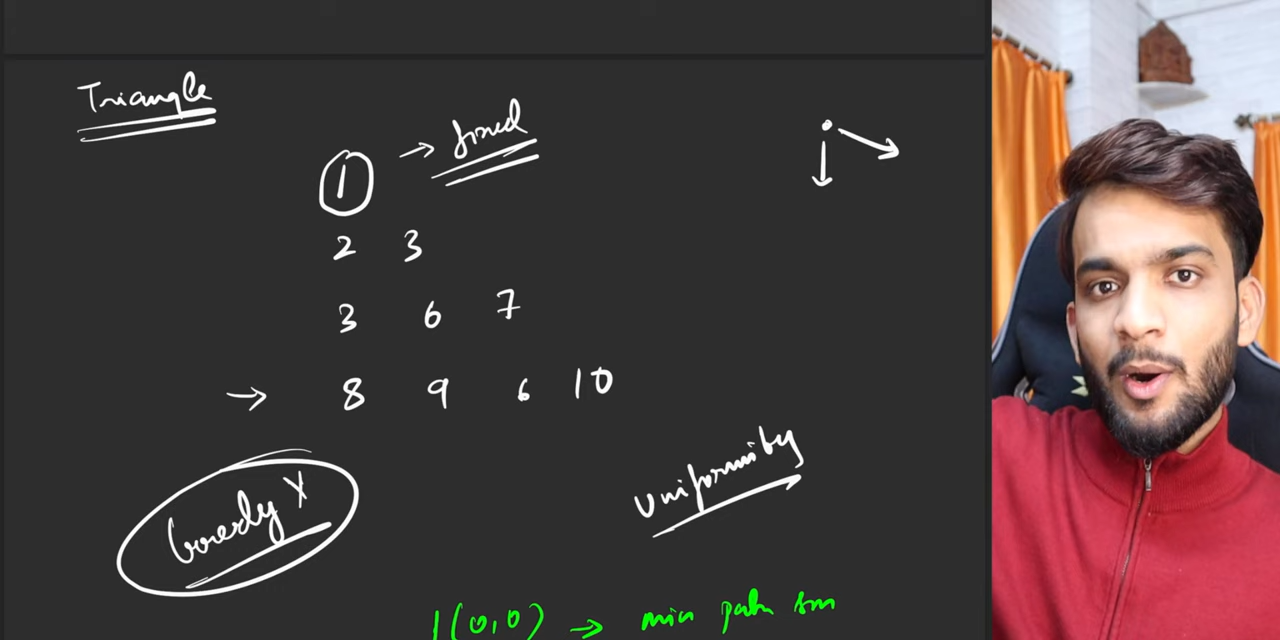 Triangle
1 → fixed
2 3
3 6 7
→ 8 9 6 10
Greedy X
Uniformity
f(0,0) → min path sum